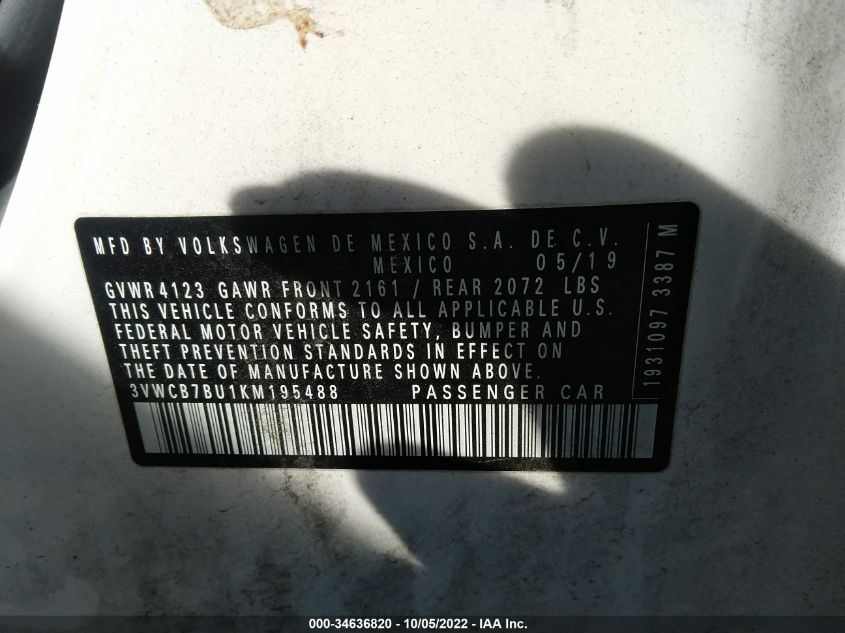 MFD BY VOLKSWAGEN DE MEXICO S.A. DE C.V.
MEXICO 05/19
GVWR 4123 GAWR FRONT 2161 / REAR 2072 LBS
THIS VEHICLE CONFORMS TO ALL APPLICABLE U.S.
FEDERAL MOTOR VEHICLE SAFETY, BUMPER AND
THEFT PREVENTION STANDARDS IN EFFECT ON
THE DATE OF MANUFACTURE SHOWN ABOVE.
3VWCB7BU1KM195488 PASSENGER CAR
1931097 3387 M
000-34636820 - 10/05/2022 - IAA Inc.